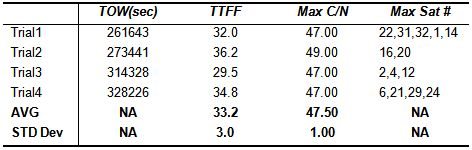 TOW(sec) TTFF Max C/N Max Sat #
Trial1 261643 32.0 47.00 22,31,32,1,14
Trial2 273441 36.2 49.00 16,20
Trial3 314328 29.5 47.00 2,4,12
Trial4 328226 34.8 47.00 6,21,29,24
AVG NA 33.2 47.50 NA
STD Dev NA 3.0 1.00 NA